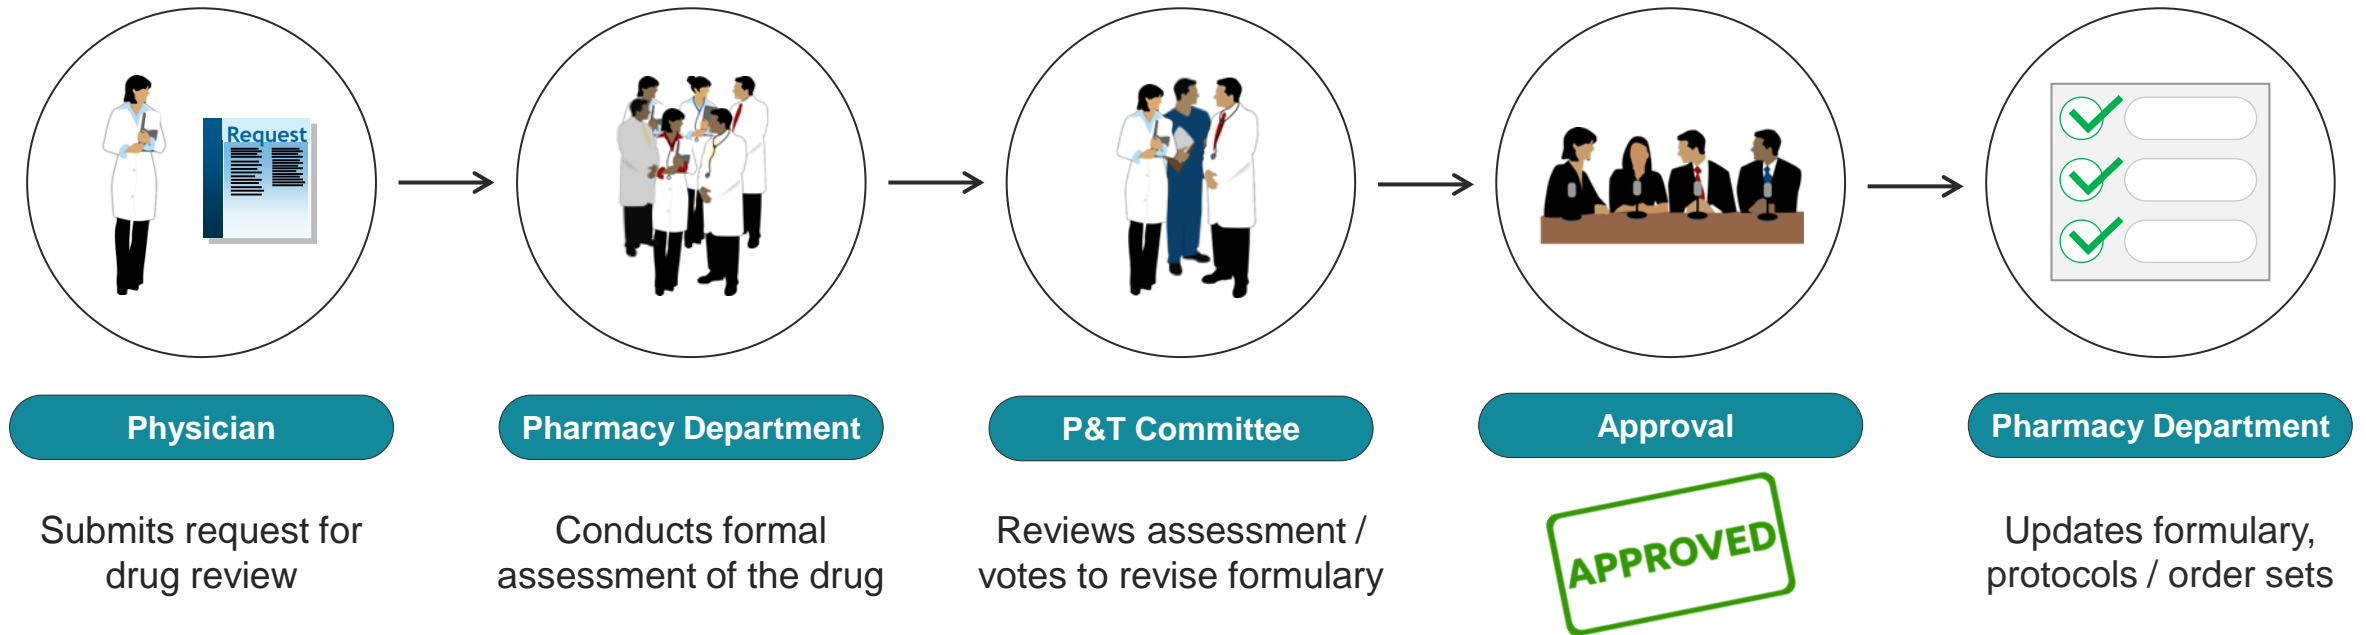 Request
Physician
Submits request for
drug review
Pharmacy Department
Conducts formal
assessment of the drug
P&T Committee
Reviews assessment /
votes to revise formulary
Approval
APPROVED
Pharmacy Department
Updates formulary,
protocols / order sets